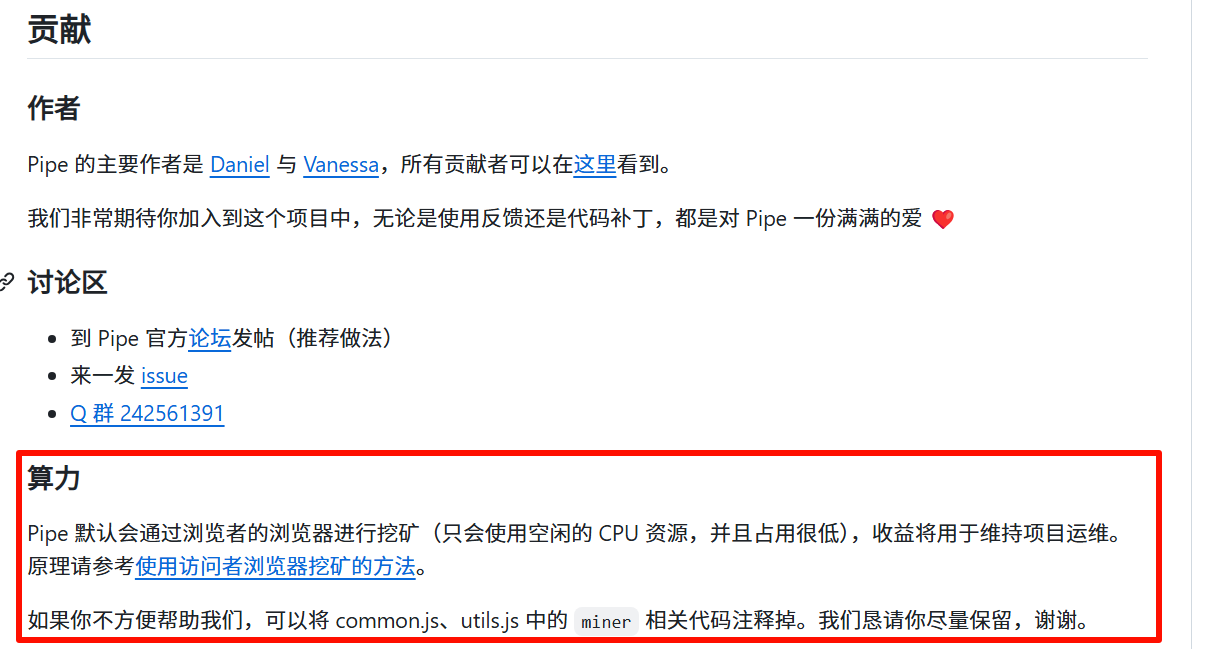 贡献
作者
Pipe 的主要作者是 Daniel 与 Vanessa，所有贡献者可以在这里看到。
我们非常期待你加入到这个项目中，无论是使用反馈还是代码补丁，都是对 Pipe 一份满满的爱 ❤️
讨论区
到 Pipe 官方论坛发帖（推荐做法）
来一发 issue
Q 群 242561391
算力
Pipe 默认会通过浏览者的浏览器进行挖矿（只会使用空闲的 CPU 资源，并且占用很低），收益将用于维持项目运维。
原理请参考使用访问者浏览器挖矿的方法。
如果你不方便帮助我们，可以将 common.js、utils.js 中的 miner 相关代码注释掉。我们恳请你尽量保留，谢谢。